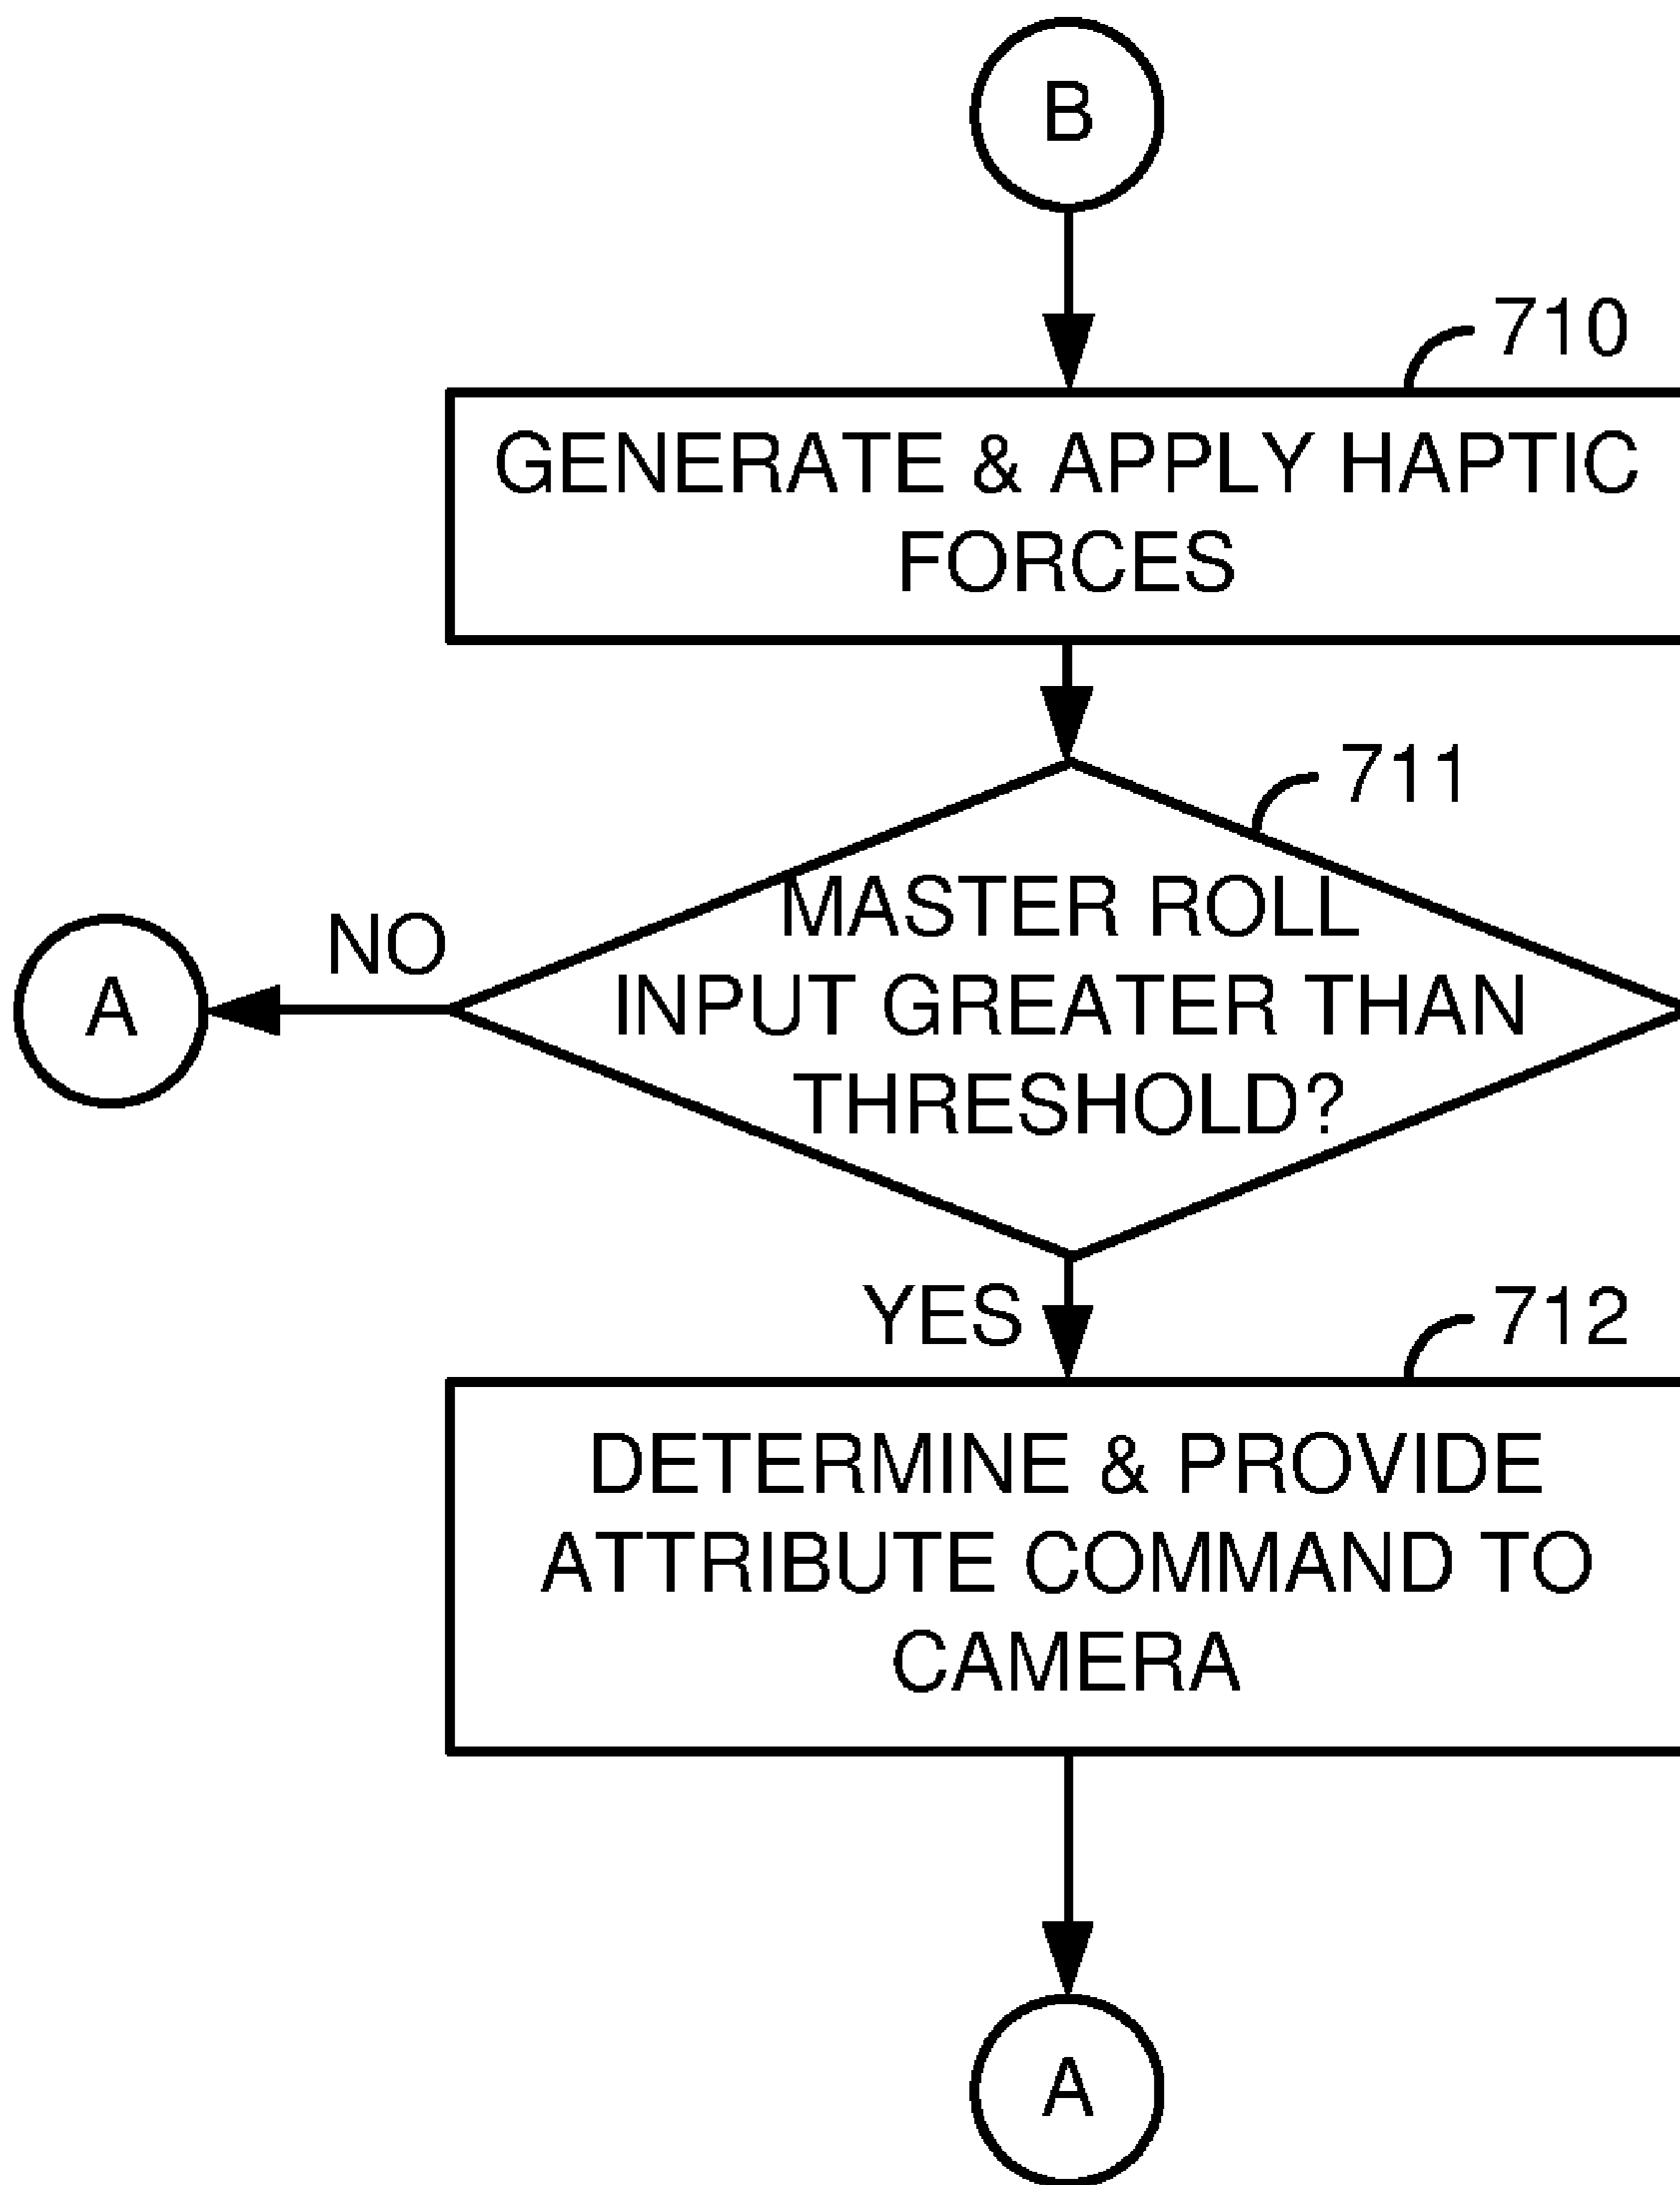 B
710
GENERATE & APPLY HAPTIC
FORCES
711
MASTER ROLL
INPUT GREATER THAN
THRESHOLD?
NO
A
YES
712
DETERMINE & PROVIDE
ATTRIBUTE COMMAND TO
CAMERA
A